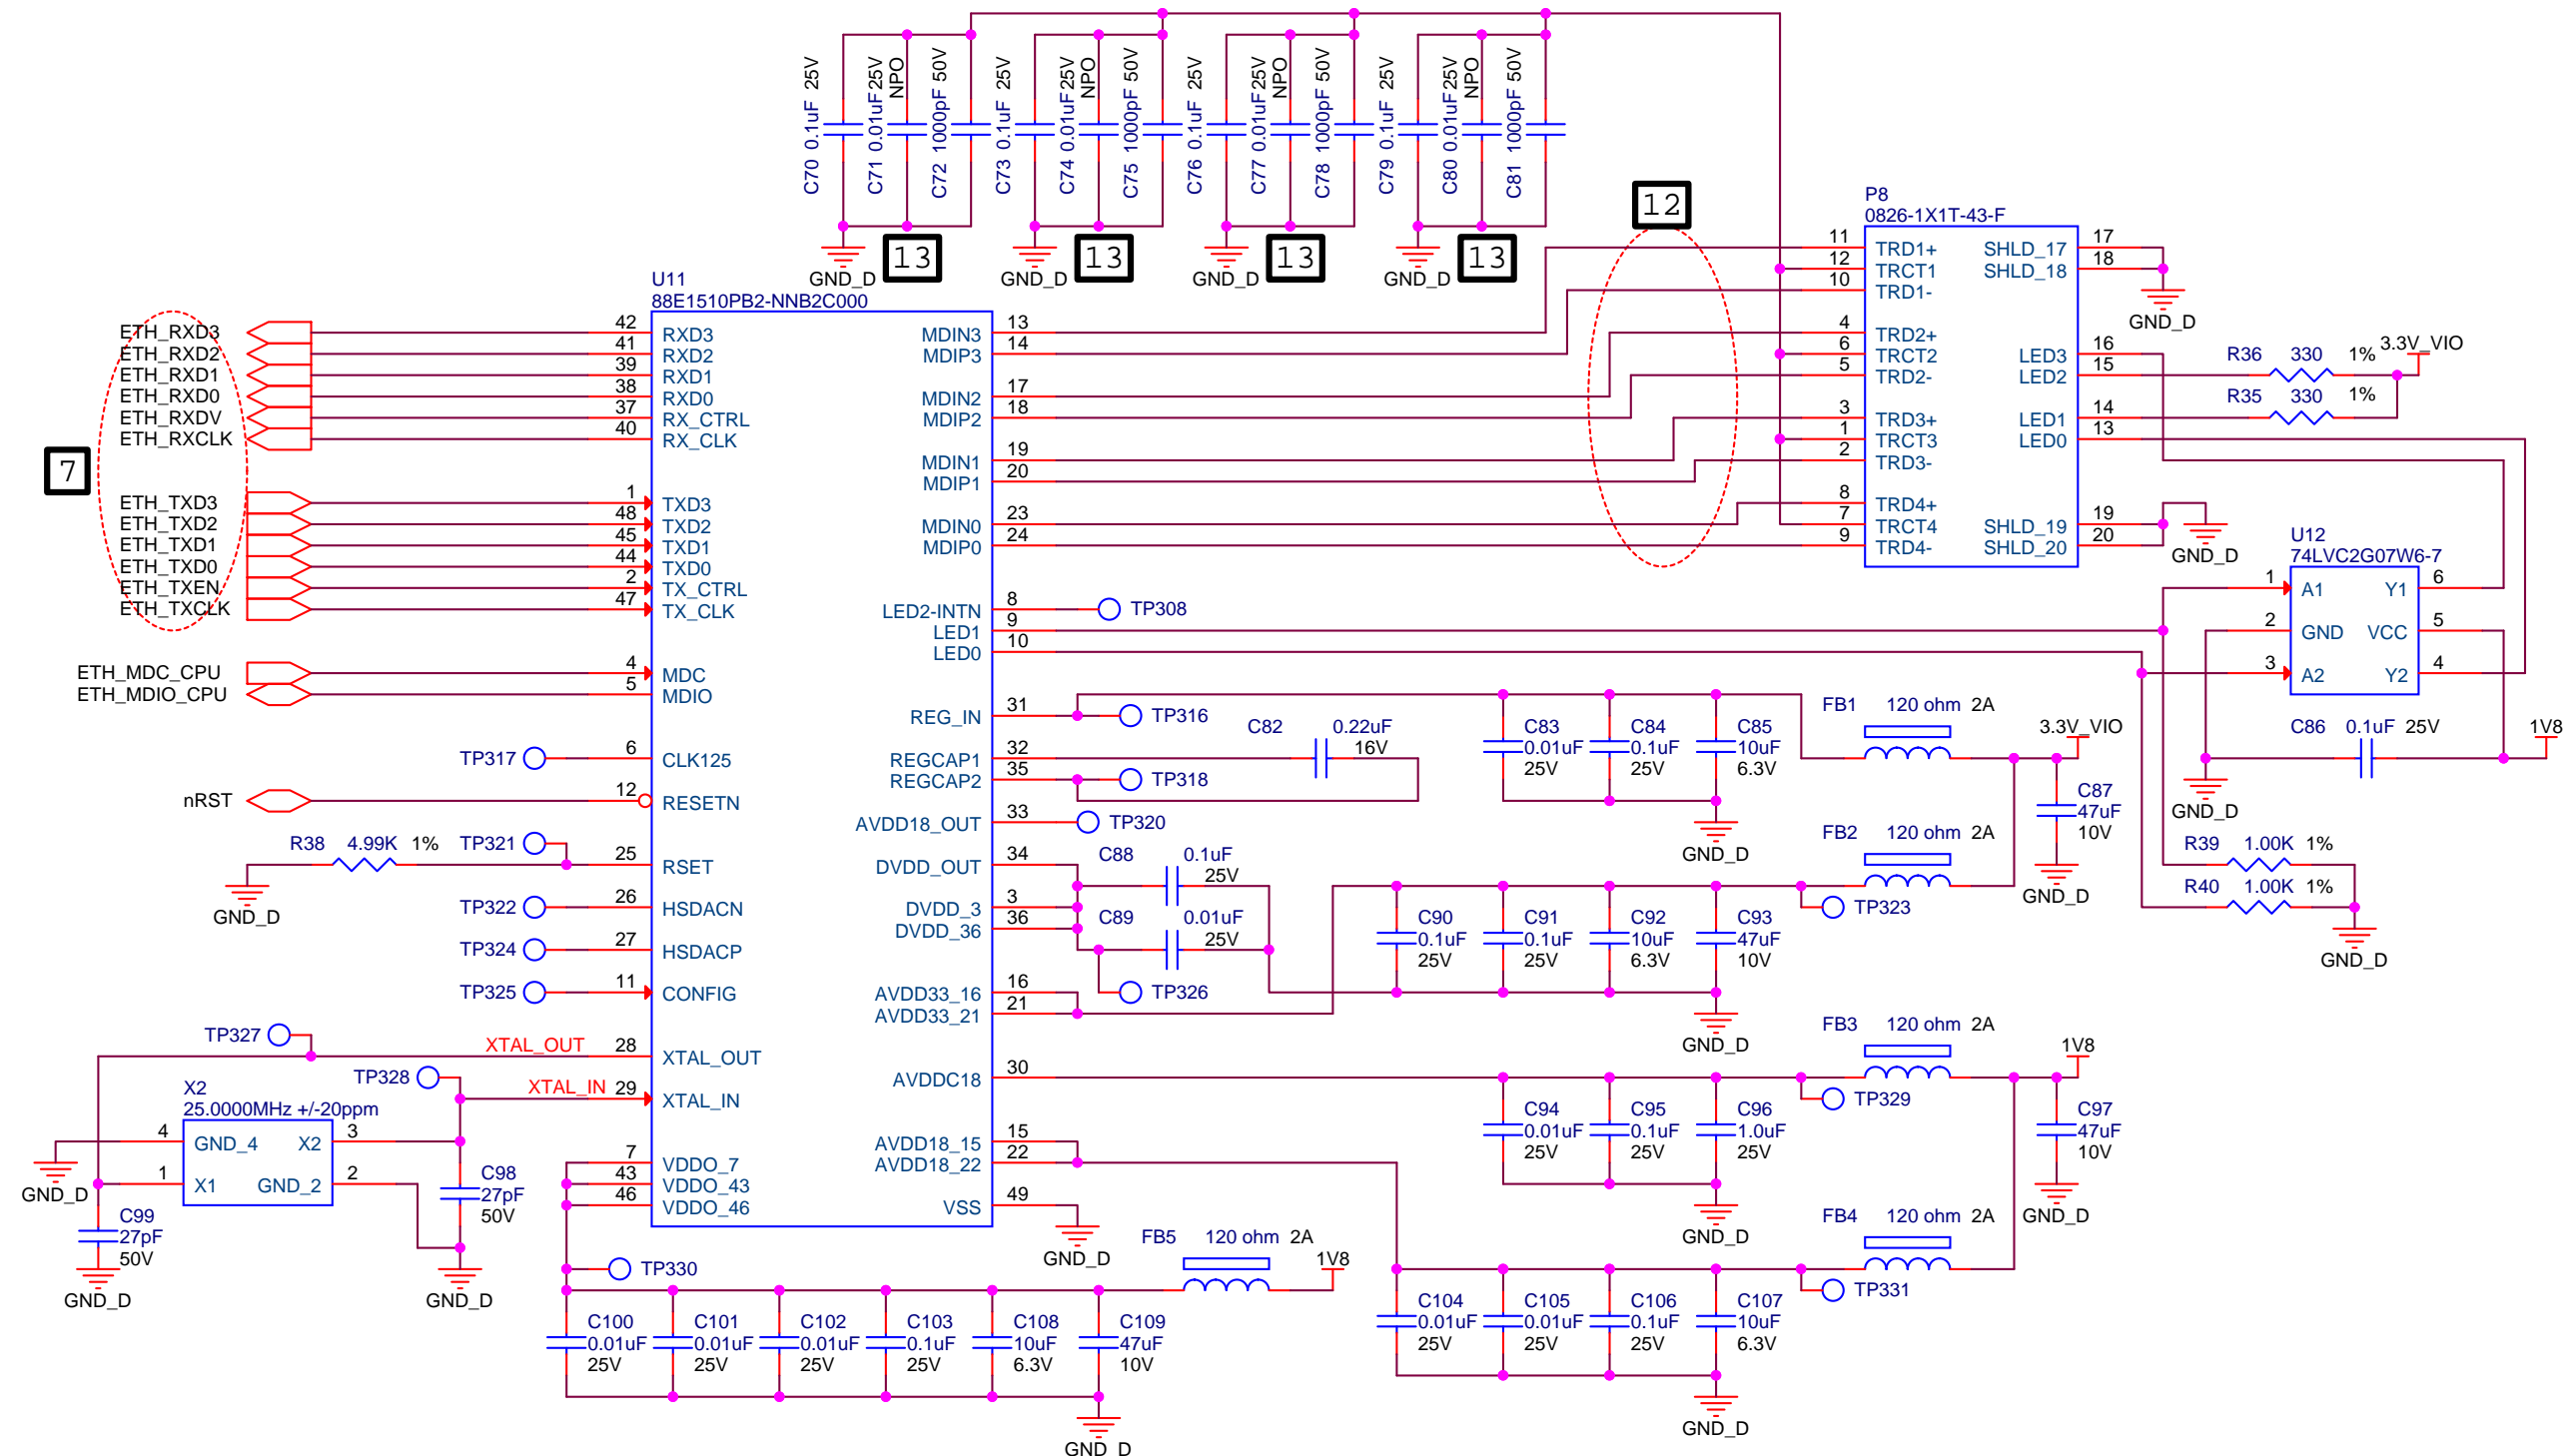 C70 0.1uF 25V
C71 0.01uF 25V
NPO
C72 1000pF 50V
C73 0.1uF 25V
C74 0.01uF 25V
NPO
C75 1000pF 50V
C76 0.1uF 25V
C77 0.01uF 25V
NPO
C78 1000pF 50V
C79 0.1uF 25V
C80 0.01uF 25V
NPO
C81 1000pF 50V
GND_D
13
GND_D
13
GND_D
13
GND_D
13
12
7
ETH_RXD3
ETH_RXD2
ETH_RXD1
ETH_RXD0
ETH_RXDV
ETH_RXCLK
ETH_TXD3
ETH_TXD2
ETH_TXD1
ETH_TXD0
ETH_TXEN
ETH_TXCLK
ETH_MDC_CPU
ETH_MDIO_CPU
TP317
nRST
R38 4.99K 1%
TP321
GND_D
TP322
TP324
TP325
TP327
XTAL_OUT
TP328
XTAL_IN
X2
25.0000MHz +/-20ppm
4 GND_4 X2 3
1 X1 GND_2 2
GND_D
C98
27pF
50V
C99
27pF
50V
GND_D
GND_D
U11
88E1510PB2-NNB2C000
42 RXD3
41 RXD2
39 RXD1
38 RXD0
37 RX_CTRL
40 RX_CLK
1 TXD3
48 TXD2
45 TXD1
44 TXD0
2 TX_CTRL
47 TX_CLK
4 MDC
5 MDIO
6 CLK125
12 RESETN
25 RSET
26 HSDACN
27 HSDACP
11 CONFIG
28 XTAL_OUT
29 XTAL_IN
7 VDDO_7
43 VDDO_43
46 VDDO_46
MDIN3 13
MDIP3 14
MDIN2 17
MDIP2 18
MDIN1 19
MDIP1 20
MDIN0 23
MDIP0 24
LED2-INTN 8
LED1 9
LED0 10
REG_IN 31
REGCAP1 32
REGCAP2 35
AVDD18_OUT 33
DVDD_OUT 34
DVDD_3 3
DVDD_36 36
AVDD33_16 16
AVDD33_21 21
AVDDC18 30
AVDD18_15 15
AVDD18_22 22
VSS 49
GND_D
TP308
TP316
C82 0.22uF
16V
TP318
TP320
C88 0.1uF
25V
C89 0.01uF
25V
TP326
P8
0826-1X1T-43-F
11 TRD1+
12 TRCT1
10 TRD1-
4 TRD2+
6 TRCT2
5 TRD2-
3 TRD3+
1 TRCT3
2 TRD3-
8 TRD4+
7 TRCT4
9 TRD4-
SHLD_17 17
SHLD_18 18
LED3 16
LED2 15
LED1 14
LED0 13
SHLD_19 19
SHLD_20 20
GND_D
R36 330 1%
3.3V_VIO
R35 330 1%
GND_D
U12
74LVC2G07W6-7
1 A1 Y1 6
2 GND VCC 5
3 A2 Y2 4
C86 0.1uF 25V
1V8
GND_D
R39 1.00K 1%
R40 1.00K 1%
GND_D
C83
0.01uF
25V
C84
0.1uF
25V
C85
10uF
6.3V
GND_D
FB1 120 ohm 2A
3.3V_VIO
C87
47uF
10V
GND_D
FB2 120 ohm 2A
TP323
C90
0.1uF
25V
C91
0.1uF
25V
C92
10uF
6.3V
C93
47uF
10V
GND_D
FB3 120 ohm 2A
1V8
TP329
C94
0.01uF
25V
C95
0.1uF
25V
C96
1.0uF
25V
C97
47uF
10V
GND_D
GND_D
FB4 120 ohm 2A
TP331
C104
0.01uF
25V
C105
0.01uF
25V
C106
0.1uF
25V
C107
10uF
6.3V
GND_D
FB5 120 ohm 2A
1V8
TP330
C100
0.01uF
25V
C101
0.01uF
25V
C102
0.01uF
25V
C103
0.1uF
25V
C108
10uF
6.3V
C109
47uF
10V
GND_D